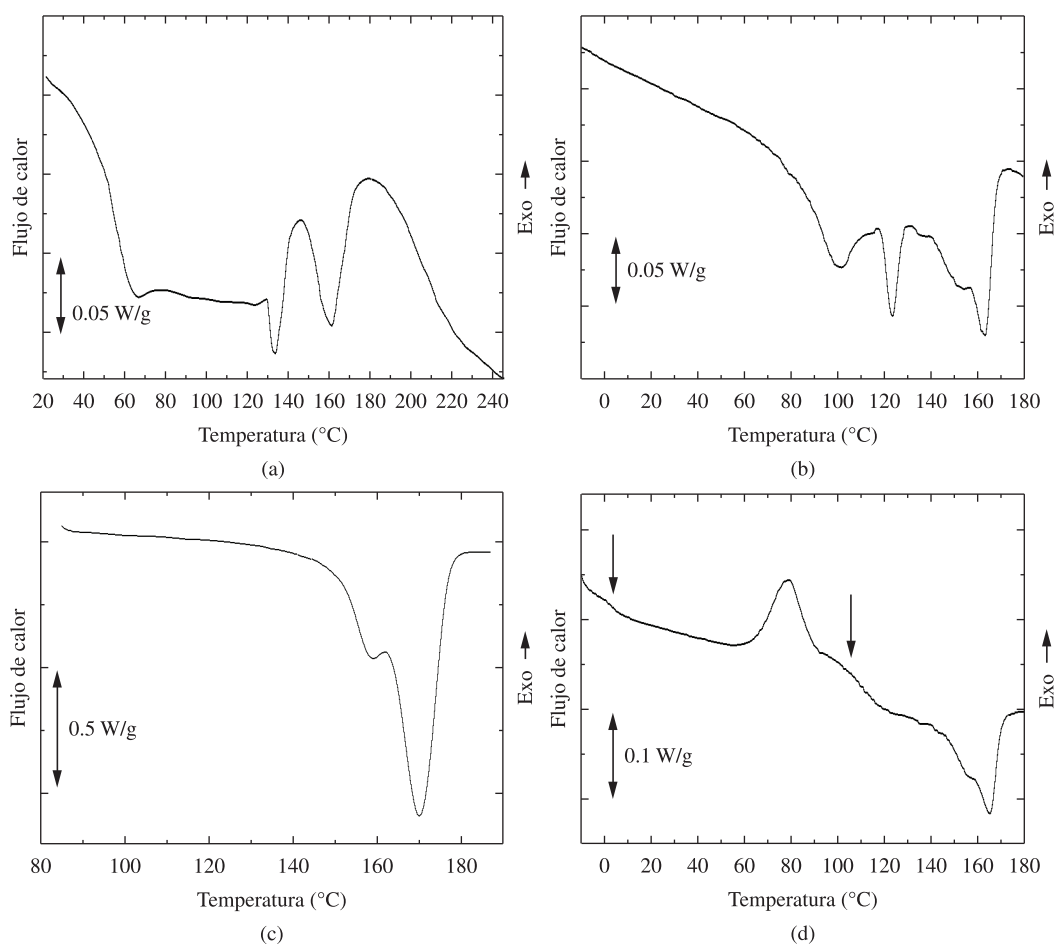 Flujo de calor
0.05 W/g
Exo
20 40 60 80 100 120 140 160 180 200 220 240
Temperatura (°C)
(a)
Flujo de calor
0.05 W/g
Exo
0 20 40 60 80 100 120 140 160 180
Temperatura (°C)
(b)
Flujo de calor
0.5 W/g
Exo
80 100 120 140 160 180
Temperatura (°C)
(c)
Flujo de calor
0.1 W/g
Exo
0 20 40 60 80 100 120 140 160 180
Temperatura (°C)
(d)